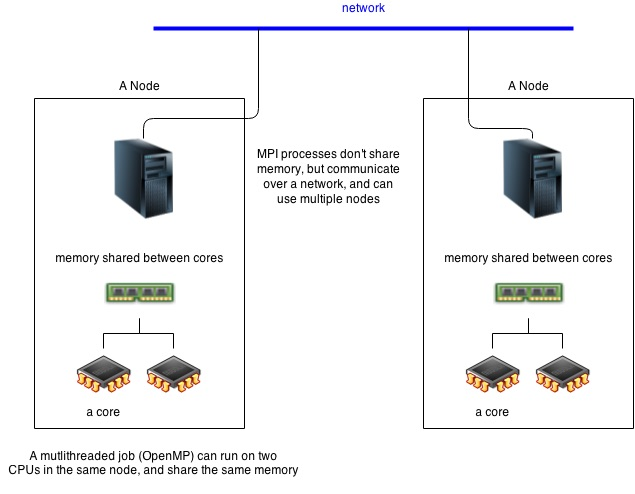 network
A Node
A Node
MPI processes don't share
memory, but communicate
over a network, and can
use multiple nodes
memory shared between cores
memory shared between cores
a core
a core
A mutlithreaded job (OpenMP) can run on two
CPUs in the same node, and share the same memory